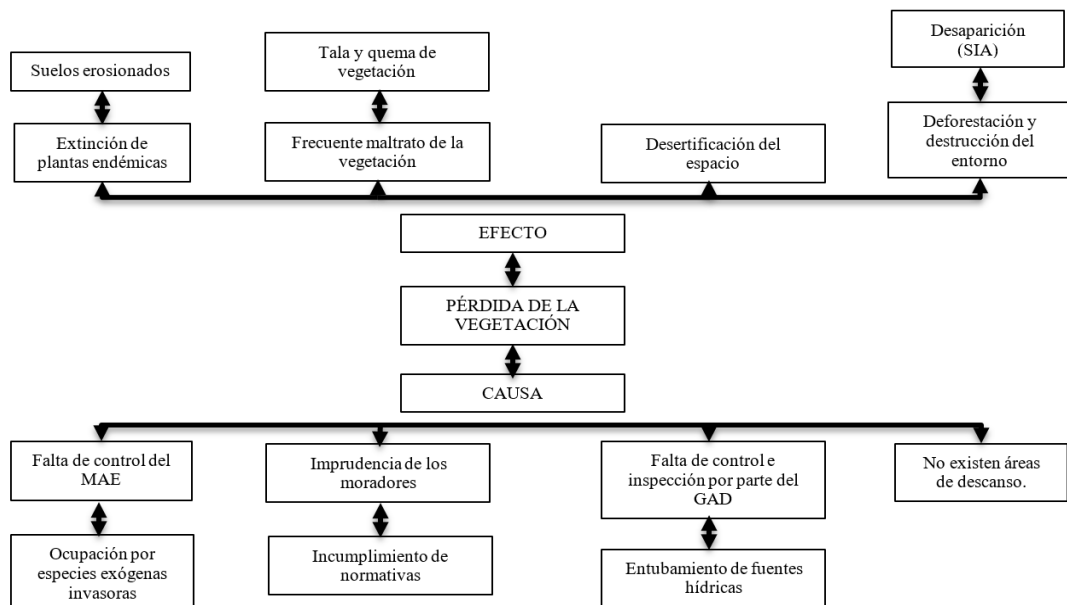 Suelos erosionados
Tala y quema de
vegetación
Desaparición
(SIA)
Extinción de
plantas endémicas
Frecuente maltrato de la
vegetación
Desertificación del
espacio
Deforestación y
destrucción del
entorno
EFECTO
PÉRDIDA DE LA
VEGETACIÓN
CAUSA
Falta de control del
MAE
Imprudencia de los
moradores
Falta de control e
inspección por parte del
GAD
No existen áreas
de descanso.
Ocupación por
especies exógenas
invasoras
Incumplimiento de
normativas
Entubamiento de fuentes
hídricas